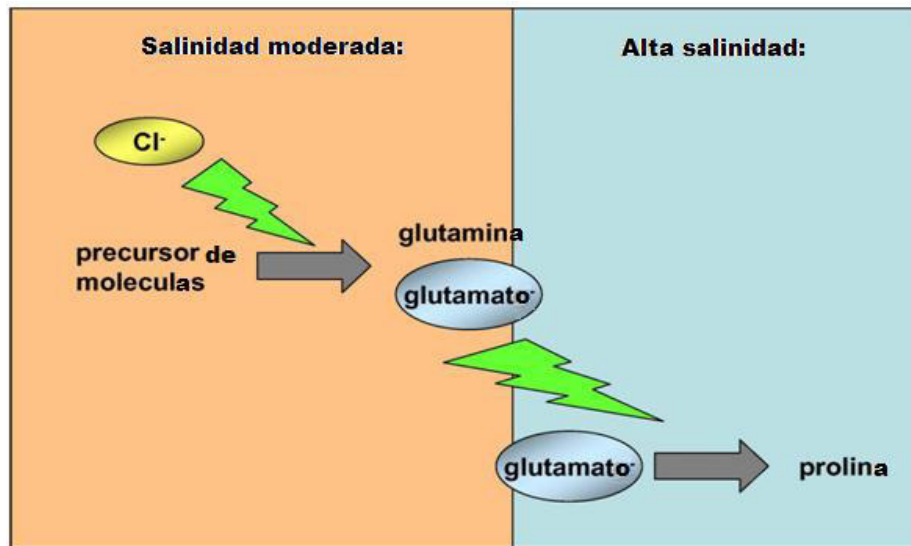 Salinidad moderada:
Alta salinidad:
Cl-
glutamina
precursor de
moleculas
glutamato-
glutamato-
prolina